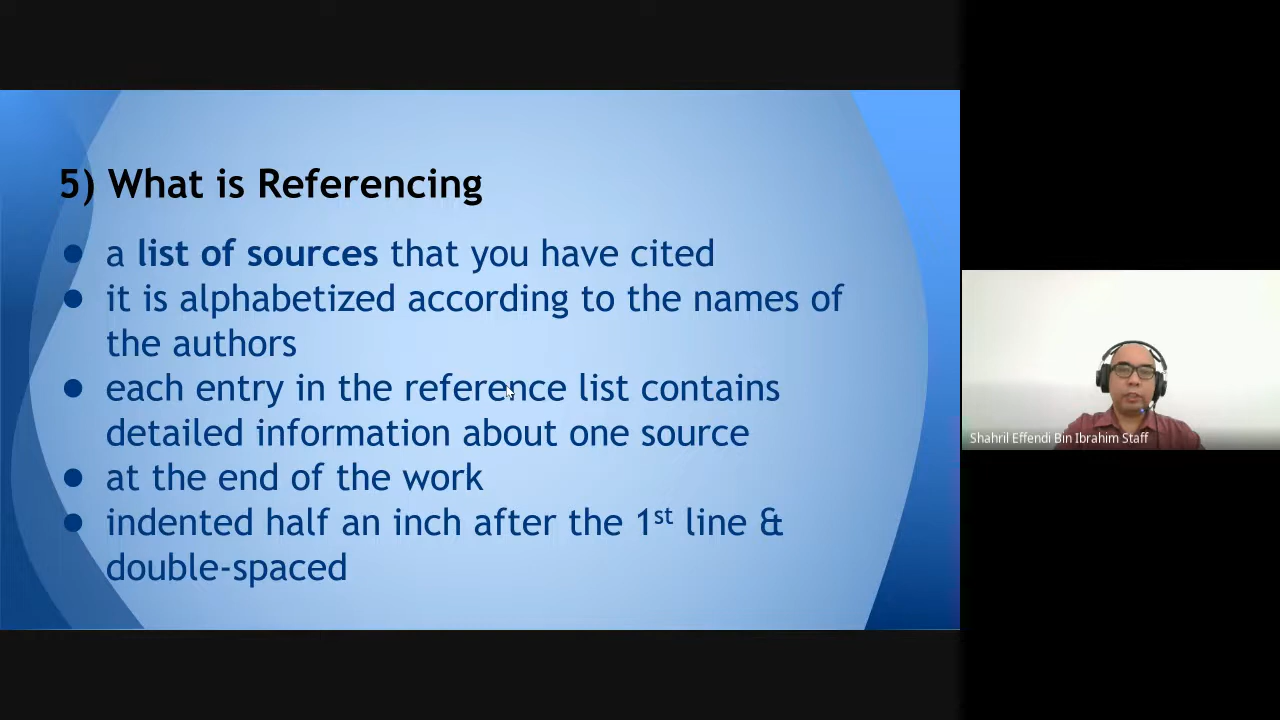 5) What is Referencing
● a list of sources that you have cited
● it is alphabetized according to the names of
the authors
● each entry in the reference list contains
detailed information about one source
● at the end of the work
● indented half an inch after the 1st line &
double-spaced
Shahril Effendi Bin Ibrahim Staff